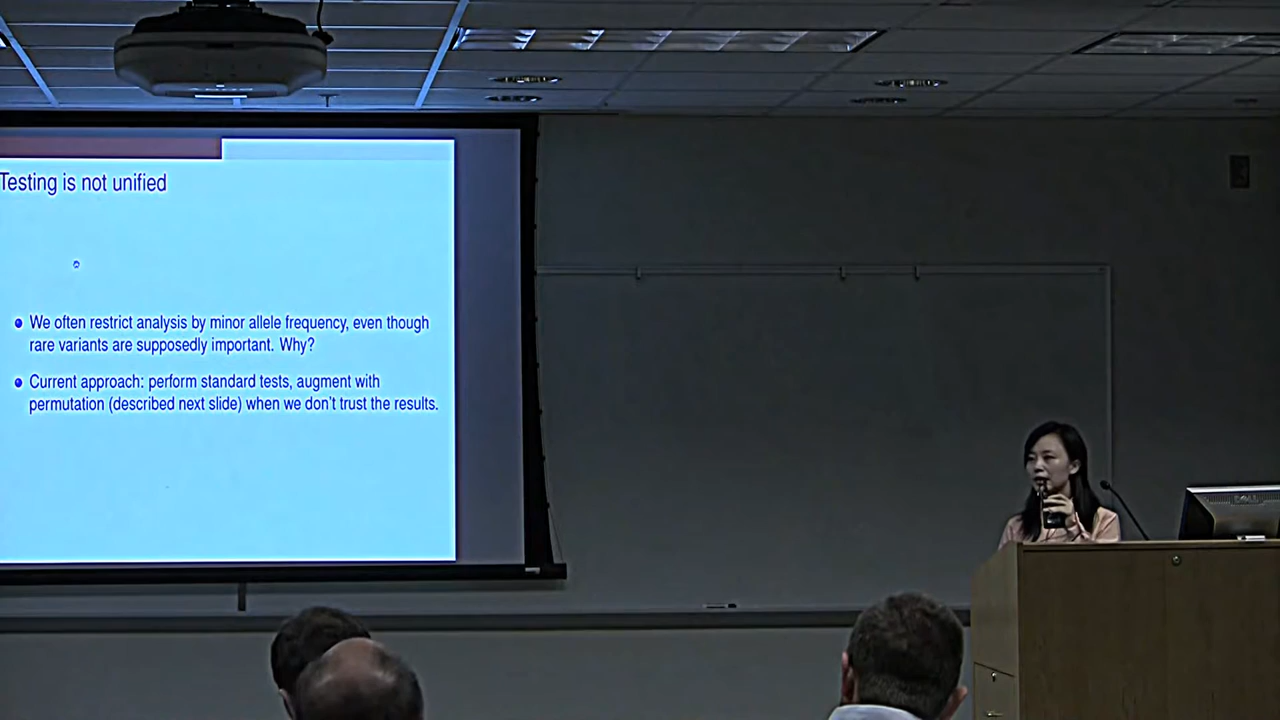 Testing is not unified
We often restrict analysis by minor allele frequency, even though
rare variants are supposedly important. Why?
Current approach: perform standard tests, augment with
permutation (described next slide) when we don't trust the results.